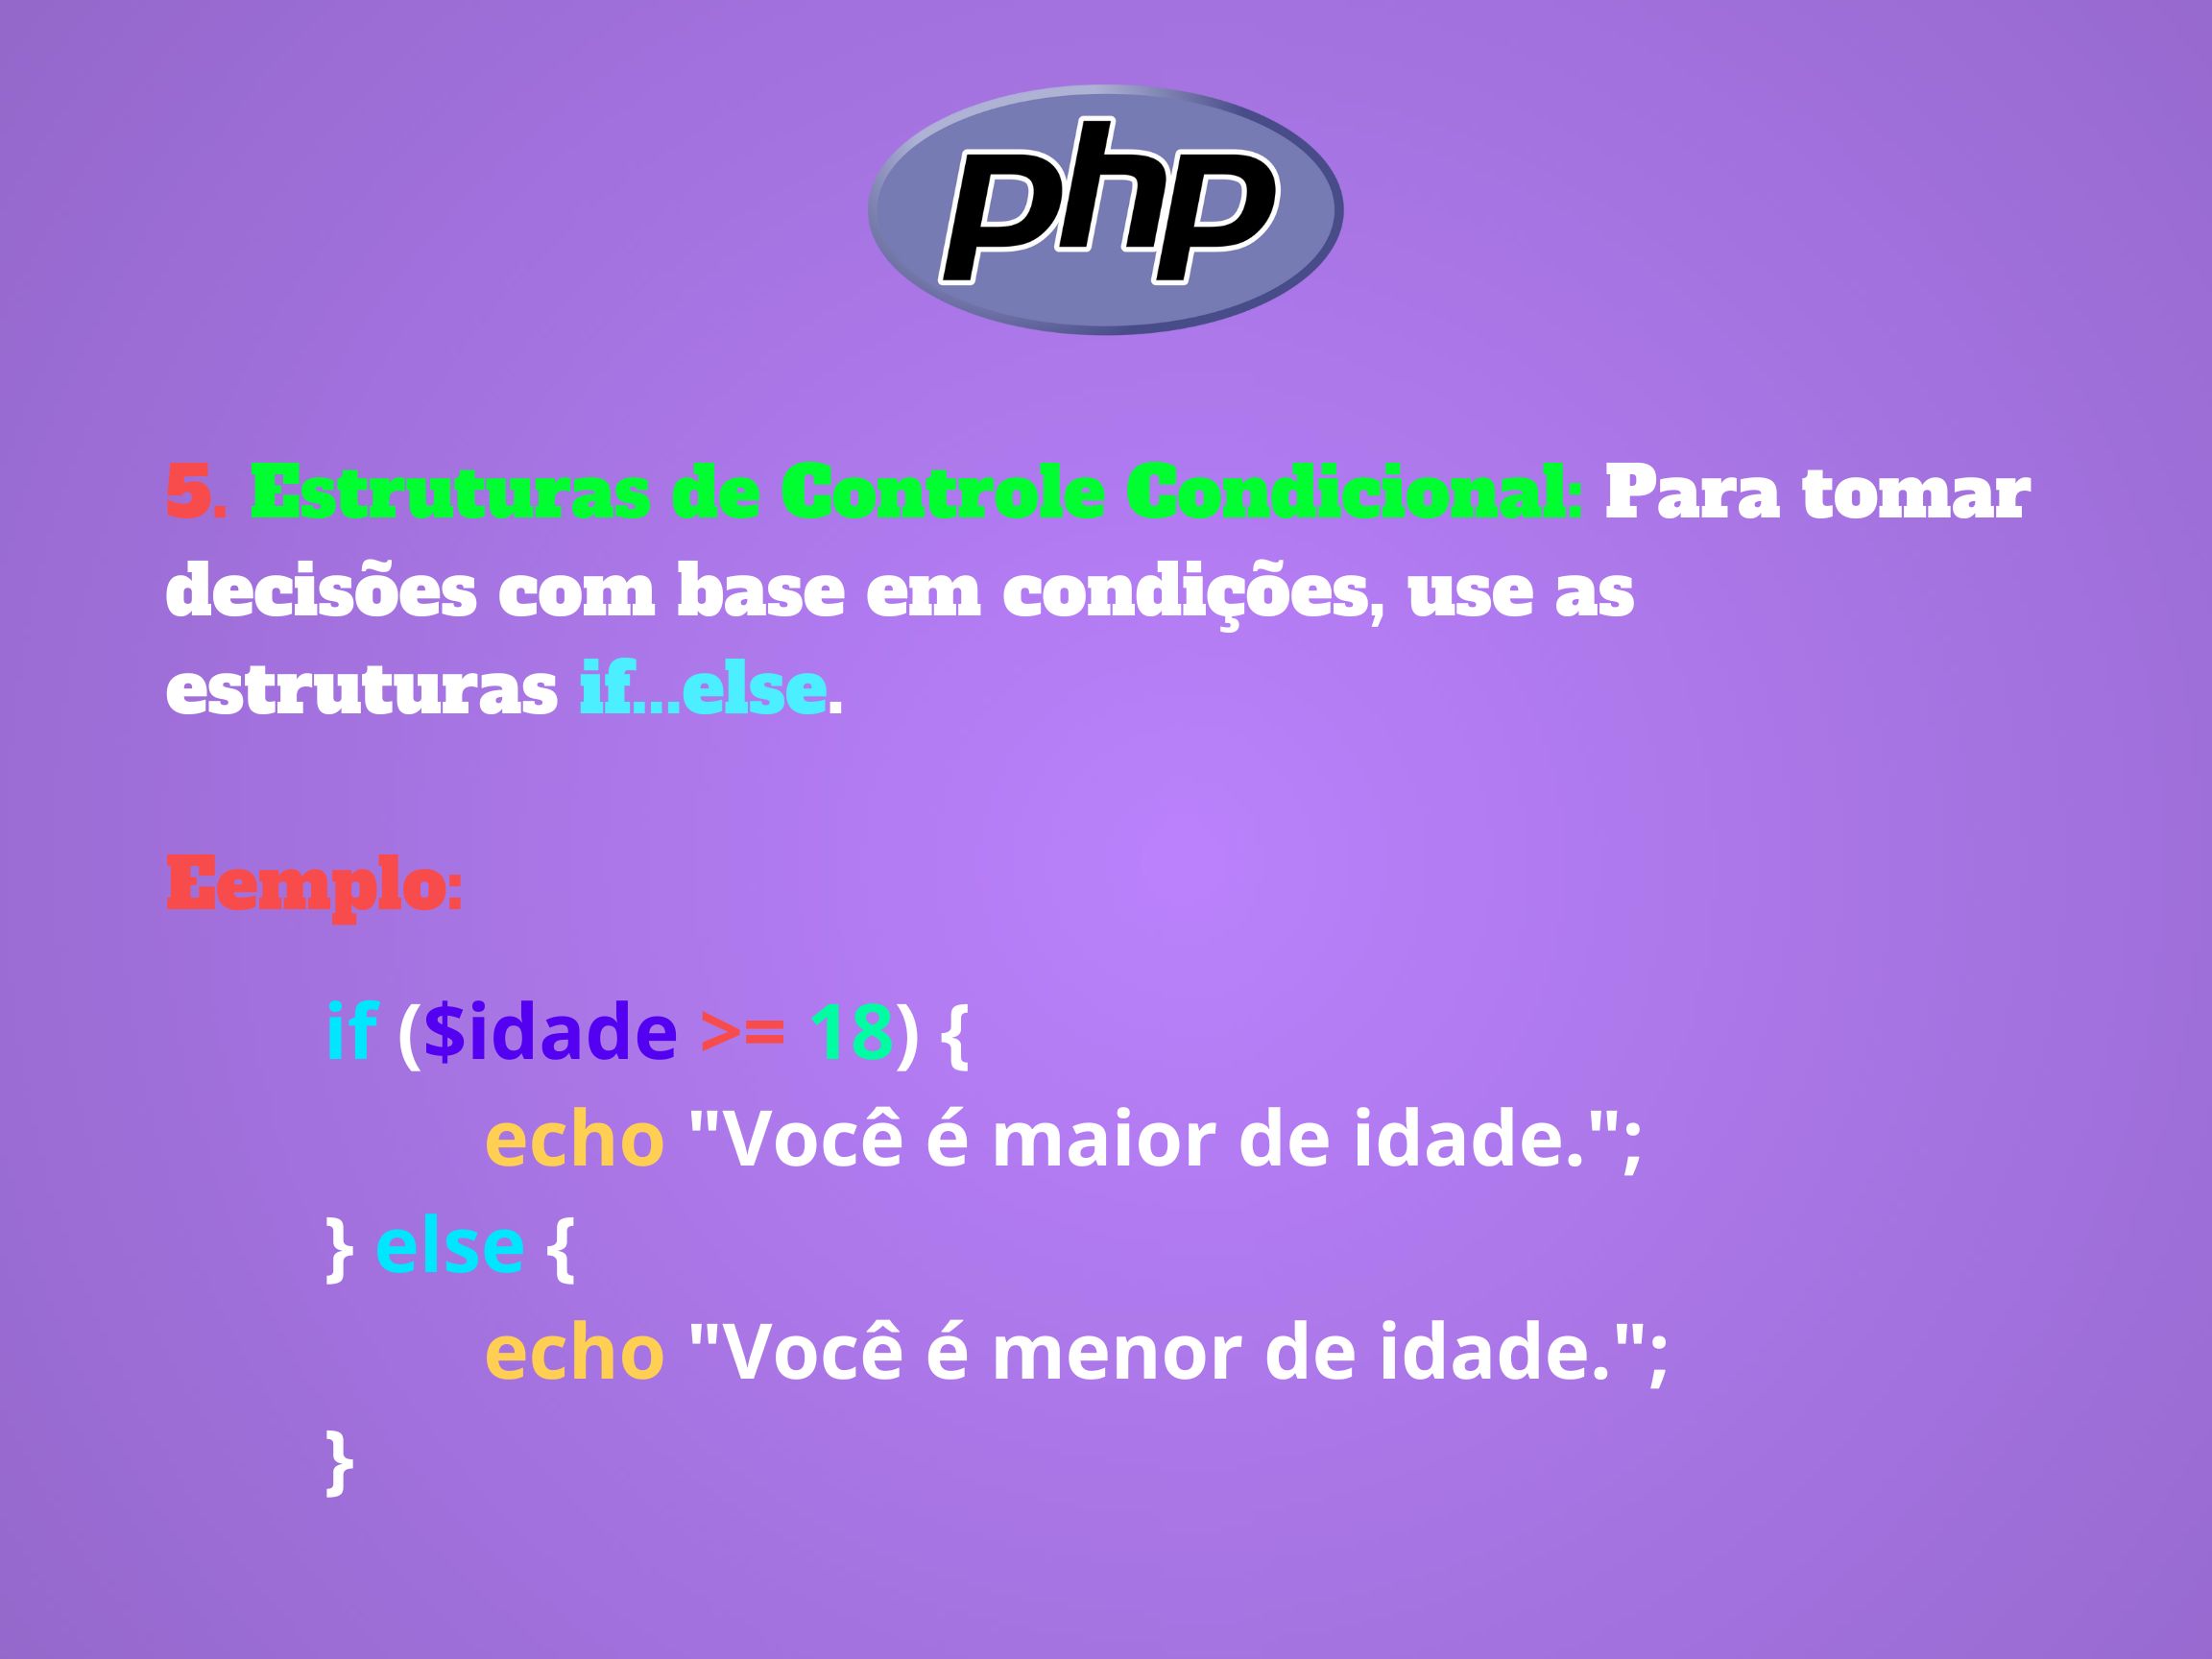 php
5. Estruturas de Controle Condicional: Para tomar
decisões com base em condições, use as
estruturas if...else.
Eemplo:
if ($idade >= 18) {
echo "Você é maior de idade.";
} else {
echo "Você é menor de idade.";
}